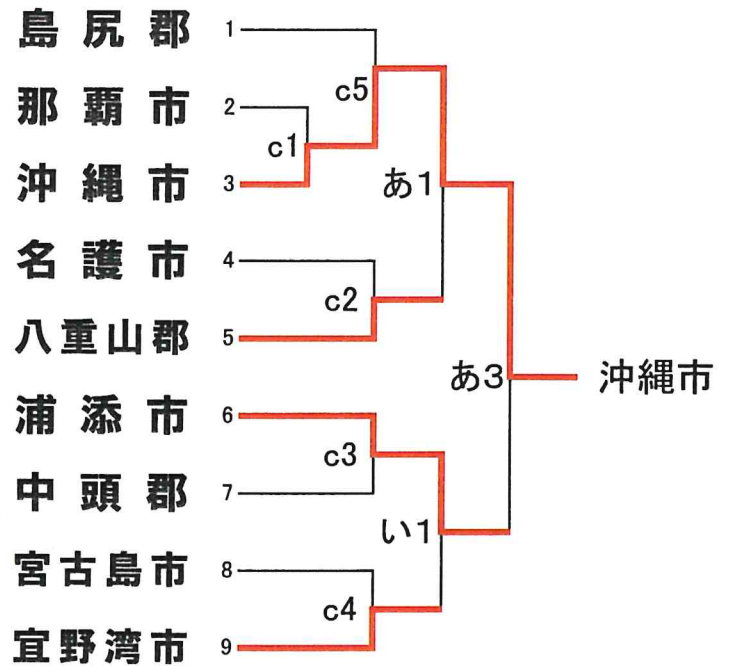 島尻郡 1
那覇市 2
沖縄市 3
名護市 4
八重山郡 5
浦添市 6
中頭郡 7
宮古島市 8
宜野湾市 9
c5
c1
あ1
c2
あ3
沖縄市
c3
い1
c4